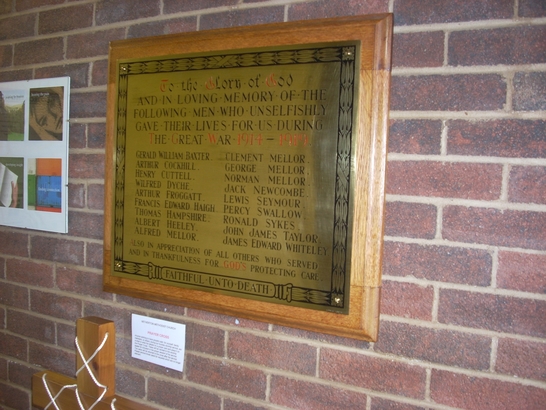 To the Glory of God
AND IN LOVING MEMORY OF THE
FOLLOWING MEN WHO UNSELFISHLY
GAVE THEIR LIVES FOR US DURING
THE GREAT WAR 1914-1919
GERALD WILLIAM BAXTER.
ARTHUR COCKHILL.
HENRY CUTTELL.
WILFRED DYCHE.
ARTHUR FROGGATT.
FRANCIS EDWARD HAIGH.
THOMAS HAMPSHIRE.
ALBERT HEELEY.
ALFRED MELLOR.
CLEMENT MELLOR.
GEORGE MELLOR.
NORMAN MELLOR.
JACK NEWCOMBE.
LEWIS SEYMOUR.
PERCY SWALLOW.
RONALD SYKES.
JOHN JAMES TAYLOR.
JAMES EDWARD WHITELEY.
ALSO IN APPRECIATION OF ALL OTHERS WHO SERVED
AND IN THANKSGIVING FOR GOD'S PROTECTING CARE
FAITHFUL·UNTO·DEATH